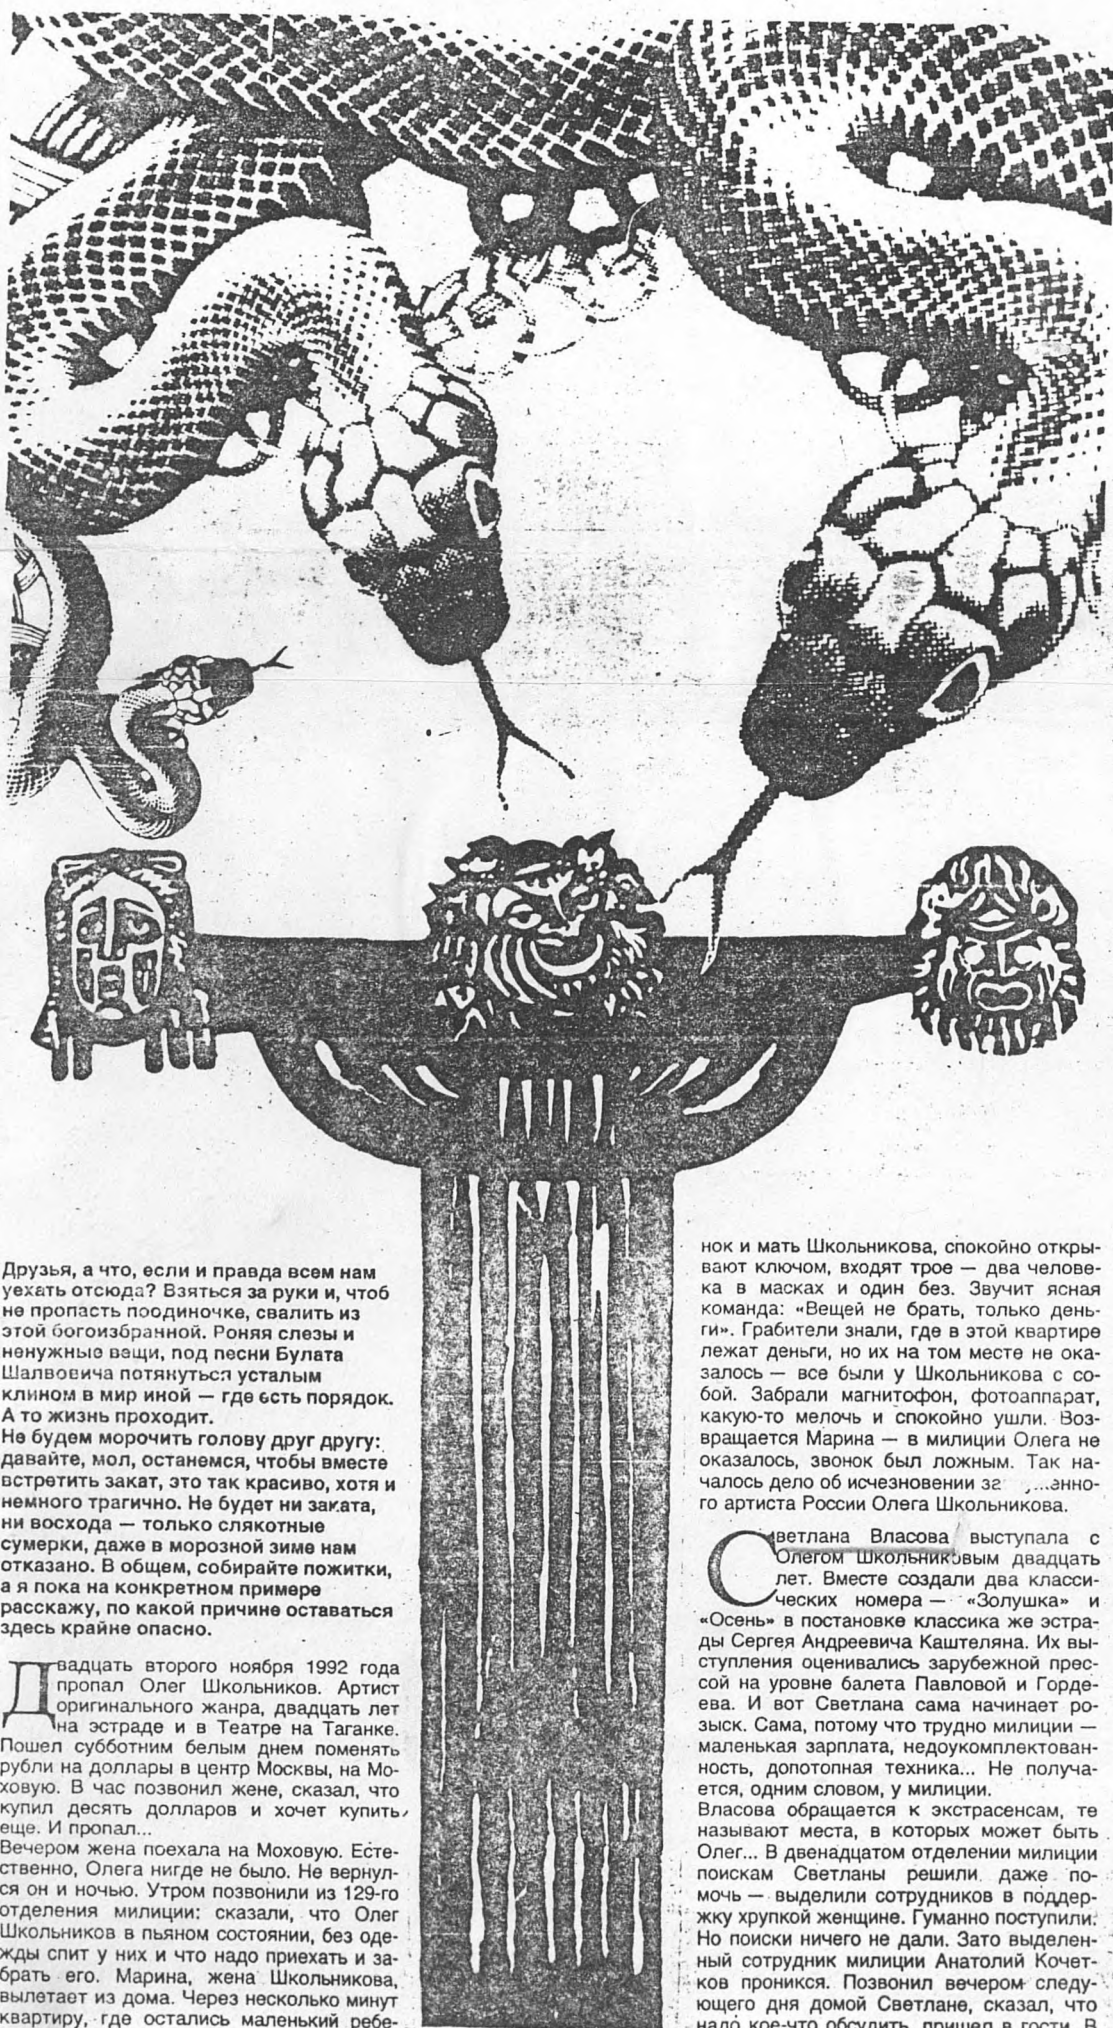 Друзья, а что, если и правда всем нам
уехать отсюда? Взяться за руки и, чтоб
не пропасть поодиночке, свалить из
этой богоизбранной. Роняя слезы и
ненужные вещи, под песни Булата
Шалвовича потянуться усталым
клином в мир иной — где есть порядок.
А то жизнь проходит.
Не будем морочить голову друг другу:
давайте, мол, останемся, чтобы вместе
встретить закат, это так красиво, хотя и
немного трагично. Не будет ни заката,
ни восхода — только слякотные
сумерки, даже в морозной зиме нам
отказано. В общем, собирайте пожитки,
а я пока на конкретном примере
расскажу, по какой причине оставаться
здесь крайне опасно.
Двадцать второго ноября 1992 года
пропал Олег Школьников. Артист
оригинального жанра, двадцать лет
на эстраде и в Театре на Таганке.
Пошел субботним белым днем поменять
рубли на доллары в центр Москвы, на Мо-
ховую. В час позвонил жене, сказал, что
купил десять долларов и хочет купить
еще. И пропал...
Вечером жена поехала на Моховую. Есте-
ственно, Олега нигде не было. Не вернул-
ся он и ночью. Утром позвонили из 129-го
отделения милиции: сказали, что Олег
Школьников в пьяном состоянии, без оде-
жды спит у них и что надо приехать и за-
брать его. Марина, жена Школьникова,
вылетает из дома. Через несколько минут
квартиру, где остались маленький ребе-
нок и мать Школьникова, спокойно откры-
вают ключом, входят трое — два челове-
ка в масках и один без. Звучит ясная
команда: «Вещей не брать, только день-
ги». Грабители знали, где в этой квартире
лежат деньги, но их на том месте не ока-
залось — все были у Школьникова с со-
бой. Забрали магнитофон, фотоаппарат,
какую-то мелочь и спокойно ушли. Воз-
вращается Марина — в милиции Олега не
оказалось, звонок был ложным. Так на-
чалось дело об исчезновении
го артиста России Олега Школьникова.
Светлана Власова выступала с
Олегом Школьниковым двадцать
лет. Вместе создали два класси-
ческих номера — «Золушка» и
«Осень» в постановке классика же эстра-
ды Сергея Андреевича Каштеляна. Их вы-
ступления оценивались зарубежной прес-
сой на уровне балета Павловой и Горде-
ева. И вот Светлана сама начинает ро-
зыск. Сама, потому что трудно милиции —
маленькая зарплата, недоукомплектован-
ность, допотопная техника... Не получа-
ется, одним словом, у милиции.
Власова обращается к экстрасенсам, те
называют места, в которых может быть
Олег... В двенадцатом отделении милиции
поискам Светланы решили даже по-
мочь — выделили сотрудников в поддер-
жку хрупкой женщине. Гуманно поступили.
Но поиски ничего не дали. Зато выделен-
ный сотрудник милиции Анатолий Кочет-
ков проникся. Позвонил вечером следу-
ющего дня домой Светлане, сказал, что
надо кое-что обсудить, пришел в гости. В